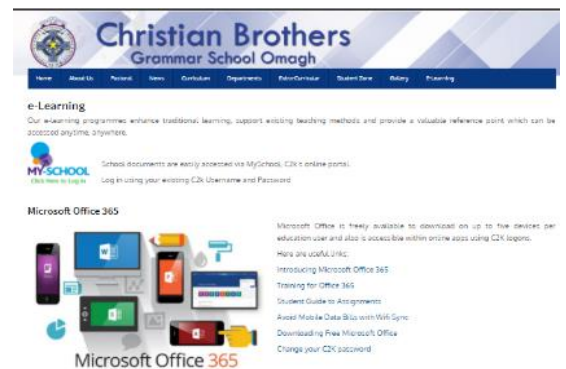 Christian Brothers
Grammar School Omagh
Home About Us Pastoral News Curriculum Departments Extra-Curricular Student Zone Gallery E-Learning
e-Learning
Our e-Learning programmes enhance traditional learning, support existing teaching methods and provide a valuable reference point which can be
accessed anytime, anywhere.
MY-SCHOOL
Click Here to Log In
School documents are easily accessed via MySchool, C2k's online portal.
Log in using your existing C2k Username and Password
Microsoft Office 365
Microsoft Office is freely available to download on up to five devices per
education user and also is accessible within online apps using C2K logons.
Here are useful links:
Introducing Microsoft Office 365
Training for Office 365
Student Guide to Assignments
Avoid Mobile Data Bills with Wifi Sync
Downloading Free Microsoft Office
Change your C2K password
Microsoft Office 365